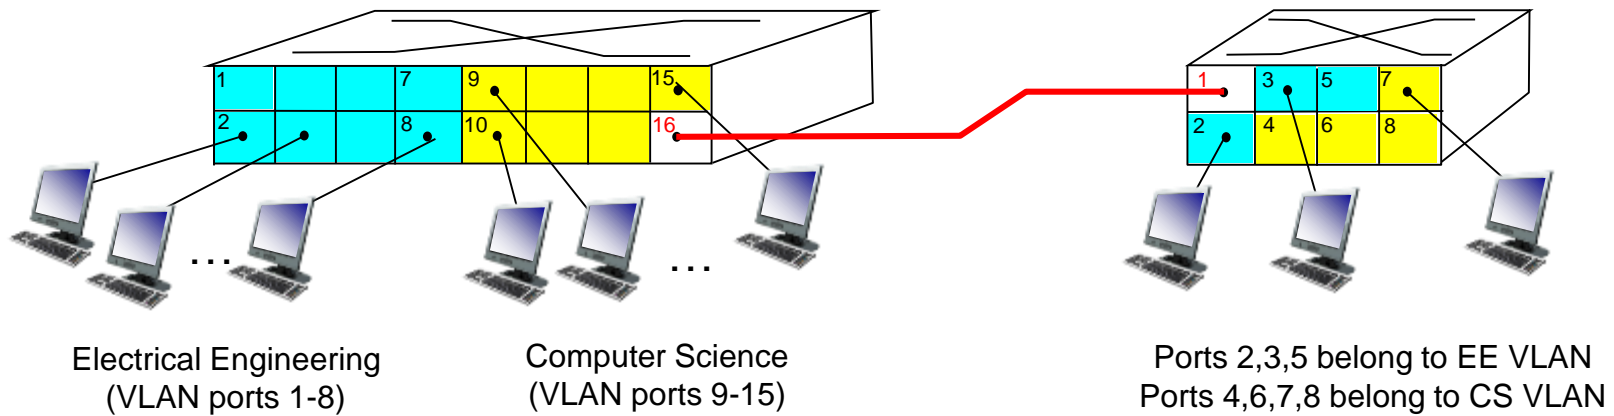 1 7 9 15
2 8 10 16
1 3 5 7
2 4 6 8
... ...
Electrical Engineering
(VLAN ports 1-8)
Computer Science
(VLAN ports 9-15)
Ports 2,3,5 belong to EE VLAN
Ports 4,6,7,8 belong to CS VLAN